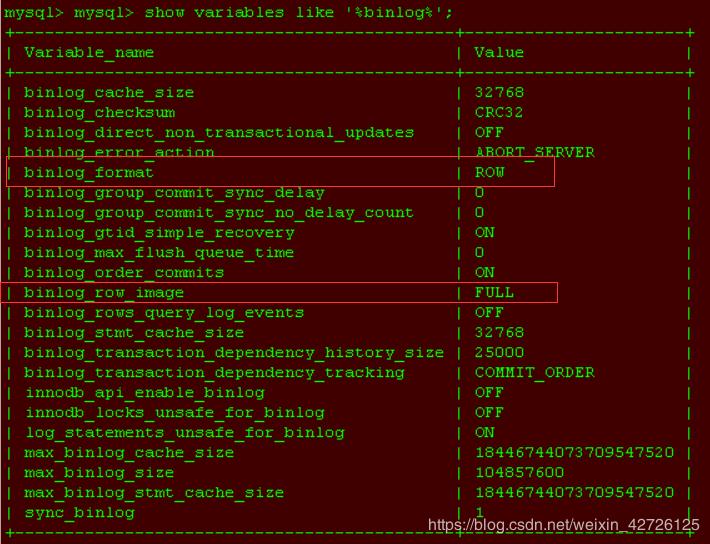 mysql> mysql> show variables like '%binlog%';
+--------------------------------------------+----------------------+
| Variable_name | Value |
+--------------------------------------------+----------------------+
| binlog_cache_size | 32768 |
| binlog_checksum | CRC32 |
| binlog_direct_non_transactional_updates | OFF |
| binlog_error_action | ABORT_SERVER |
| binlog_format | ROW |
| binlog_group_commit_sync_delay | 0 |
| binlog_group_commit_sync_no_delay_count | 0 |
| binlog_gtid_simple_recovery | ON |
| binlog_max_flush_queue_time | 0 |
| binlog_order_commits | ON |
| binlog_row_image | FULL |
| binlog_rows_query_log_events | OFF |
| binlog_stmt_cache_size | 32768 |
| binlog_transaction_dependency_history_size | 25000 |
| binlog_transaction_dependency_tracking | COMMIT_ORDER |
| innodb_api_enable_binlog | OFF |
| innodb_locks_unsafe_for_binlog | OFF |
| log_statements_unsafe_for_binlog | ON |
| max_binlog_cache_size | 18446744073709547520 |
| max_binlog_size | 104857600 |
| max_binlog_stmt_cache_size | 18446744073709547520 |
| sync_binlog | 1 |
https://blog.csdn.net/weixin_42726125
+--------------------------------------------+----------------------+